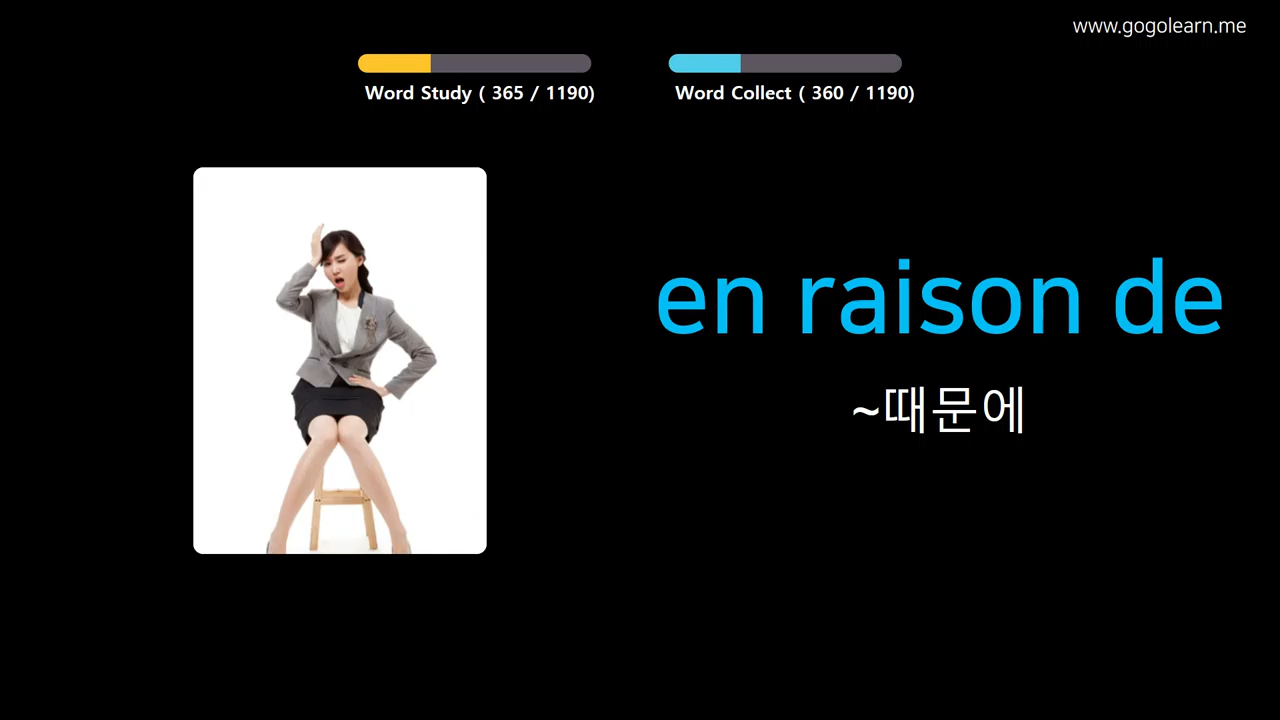 www.gogolearn.me
Word Study ( 365 / 1190)
Word Collect ( 360 / 1190)
en raison de
~때문에